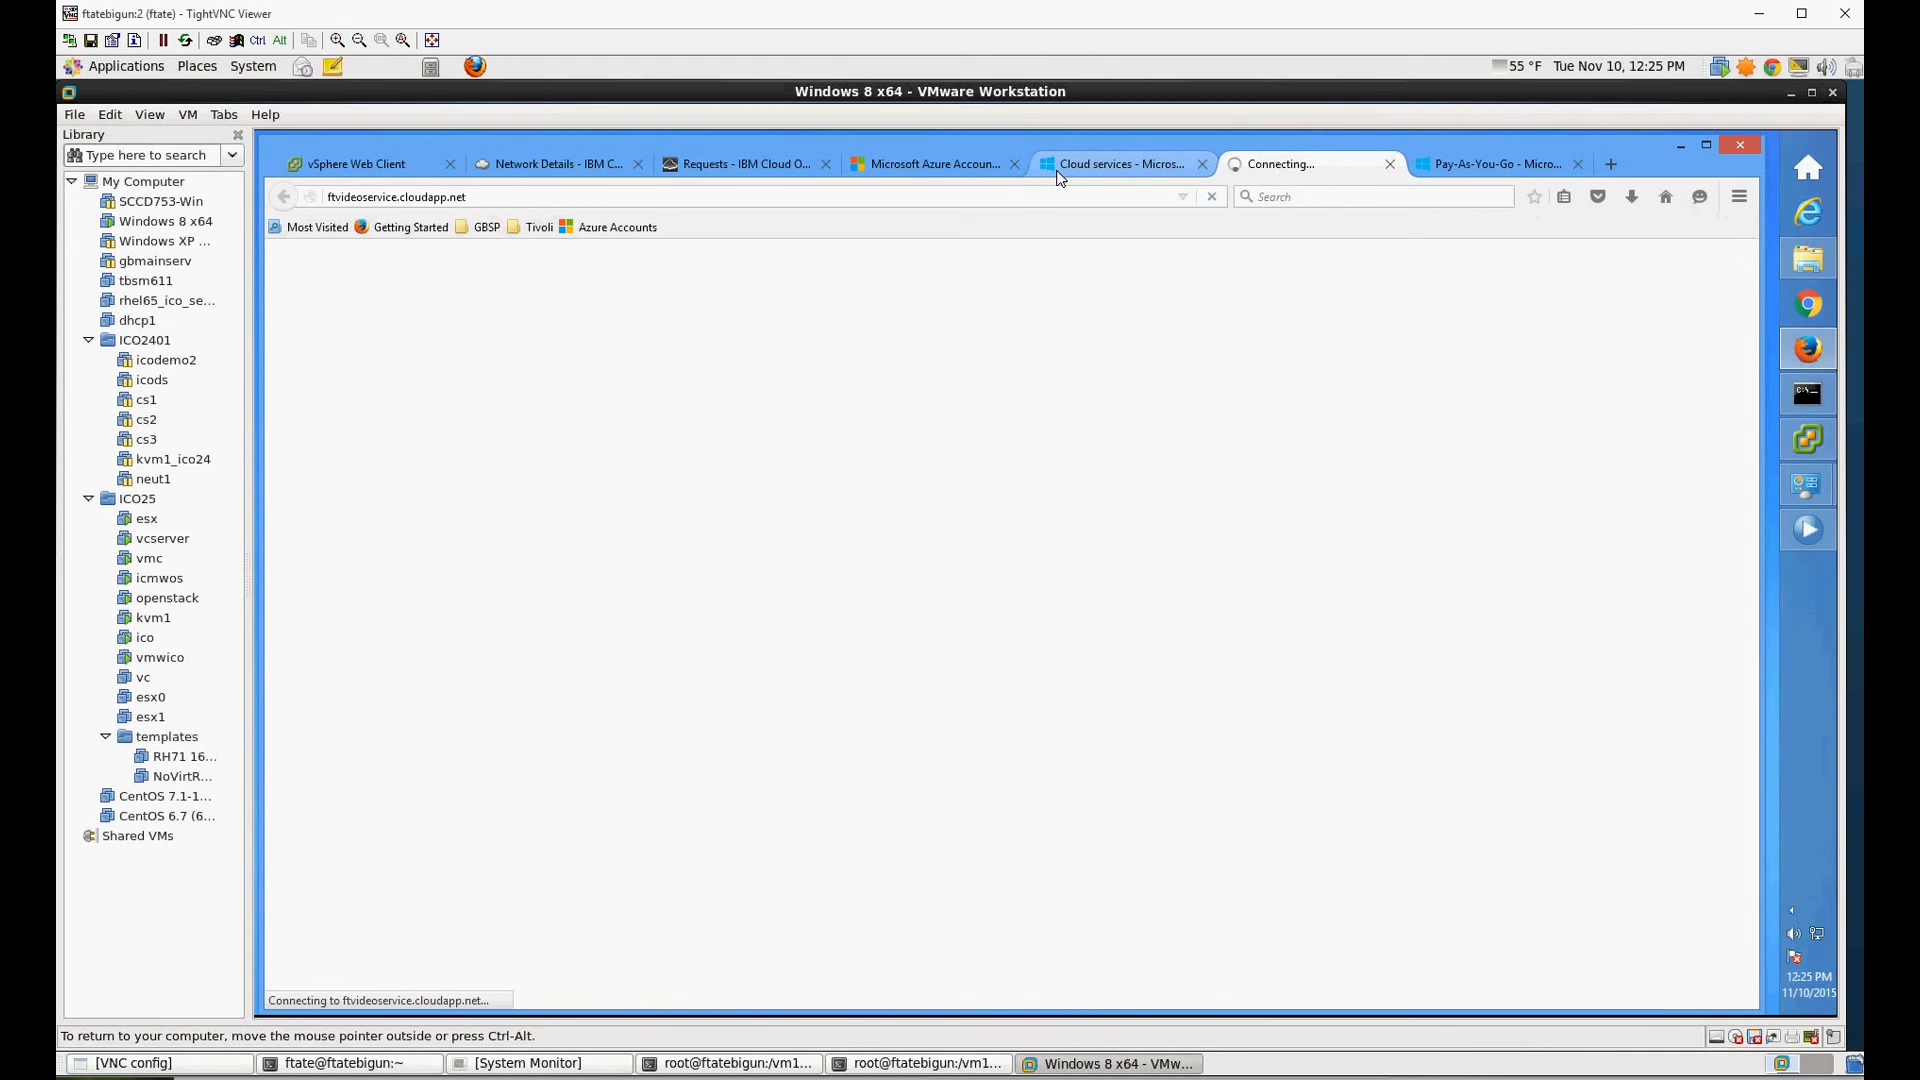 ftatebigun:2 (ftate) - TightVNC Viewer
Ctrl Alt
Applications Places System 55 °F Tue Nov 10, 12:25 PM
Windows 8 x64 - VMware Workstation
File Edit View VM Tabs Help
Library
Type here to search
vSphere Web Client
Network Details - IBM C...
Requests - IBM Cloud O...
Microsoft Azure Accoun...
Cloud services - Micros...
Connecting...
Pay-As-You-Go - Micro...
ftvideoservice.cloudapp.net
Search
Most Visited Getting Started GBSP Tivoli Azure Accounts
My Computer
SCCD753-Win
Windows 8 x64
Windows XP ...
gbmainserv
tbsm611
rhel65_ico_se...
dhcp1
ICO2401
icodemo2
icods
cs1
cs2
cs3
kvm1_ico24
neut1
ICO25
esx
vcserver
vmc
icmwos
openstack
kvm1
ico
vmwico
vc
esx0
esx1
templates
RH71 16...
NoVirtR...
CentOS 7.1-1...
CentOS 6.7 (6...
Shared VMs
12:25 PM
11/10/2015
Connecting to ftvideoservice.cloudapp.net...
To return to your computer, move the mouse pointer outside or press Ctrl-Alt.
[VNC config] ftate@ftatebigun:~ [System Monitor] root@ftatebigun:/vm1... root@ftatebigun:/vm1... Windows 8 x64 - VMw...